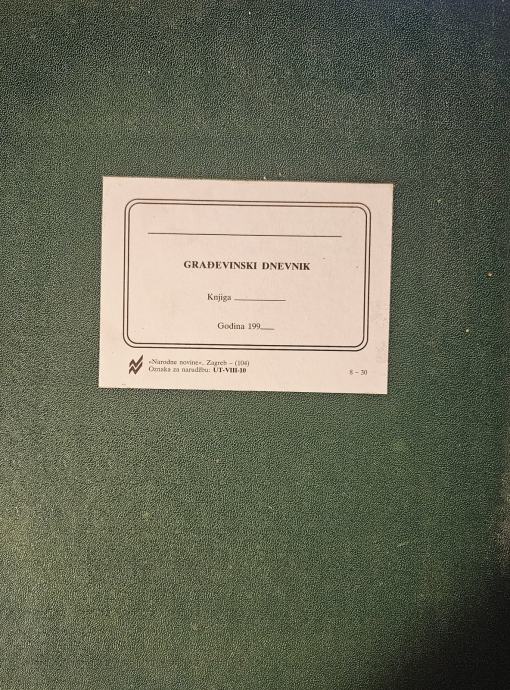 GRAĐEVINSKI DNEVNIK
Knjiga
Godina 199
«Narodne novine», Zagreb – (104)
Oznaka za narudžbu: UT-VIII-10
8 – 30